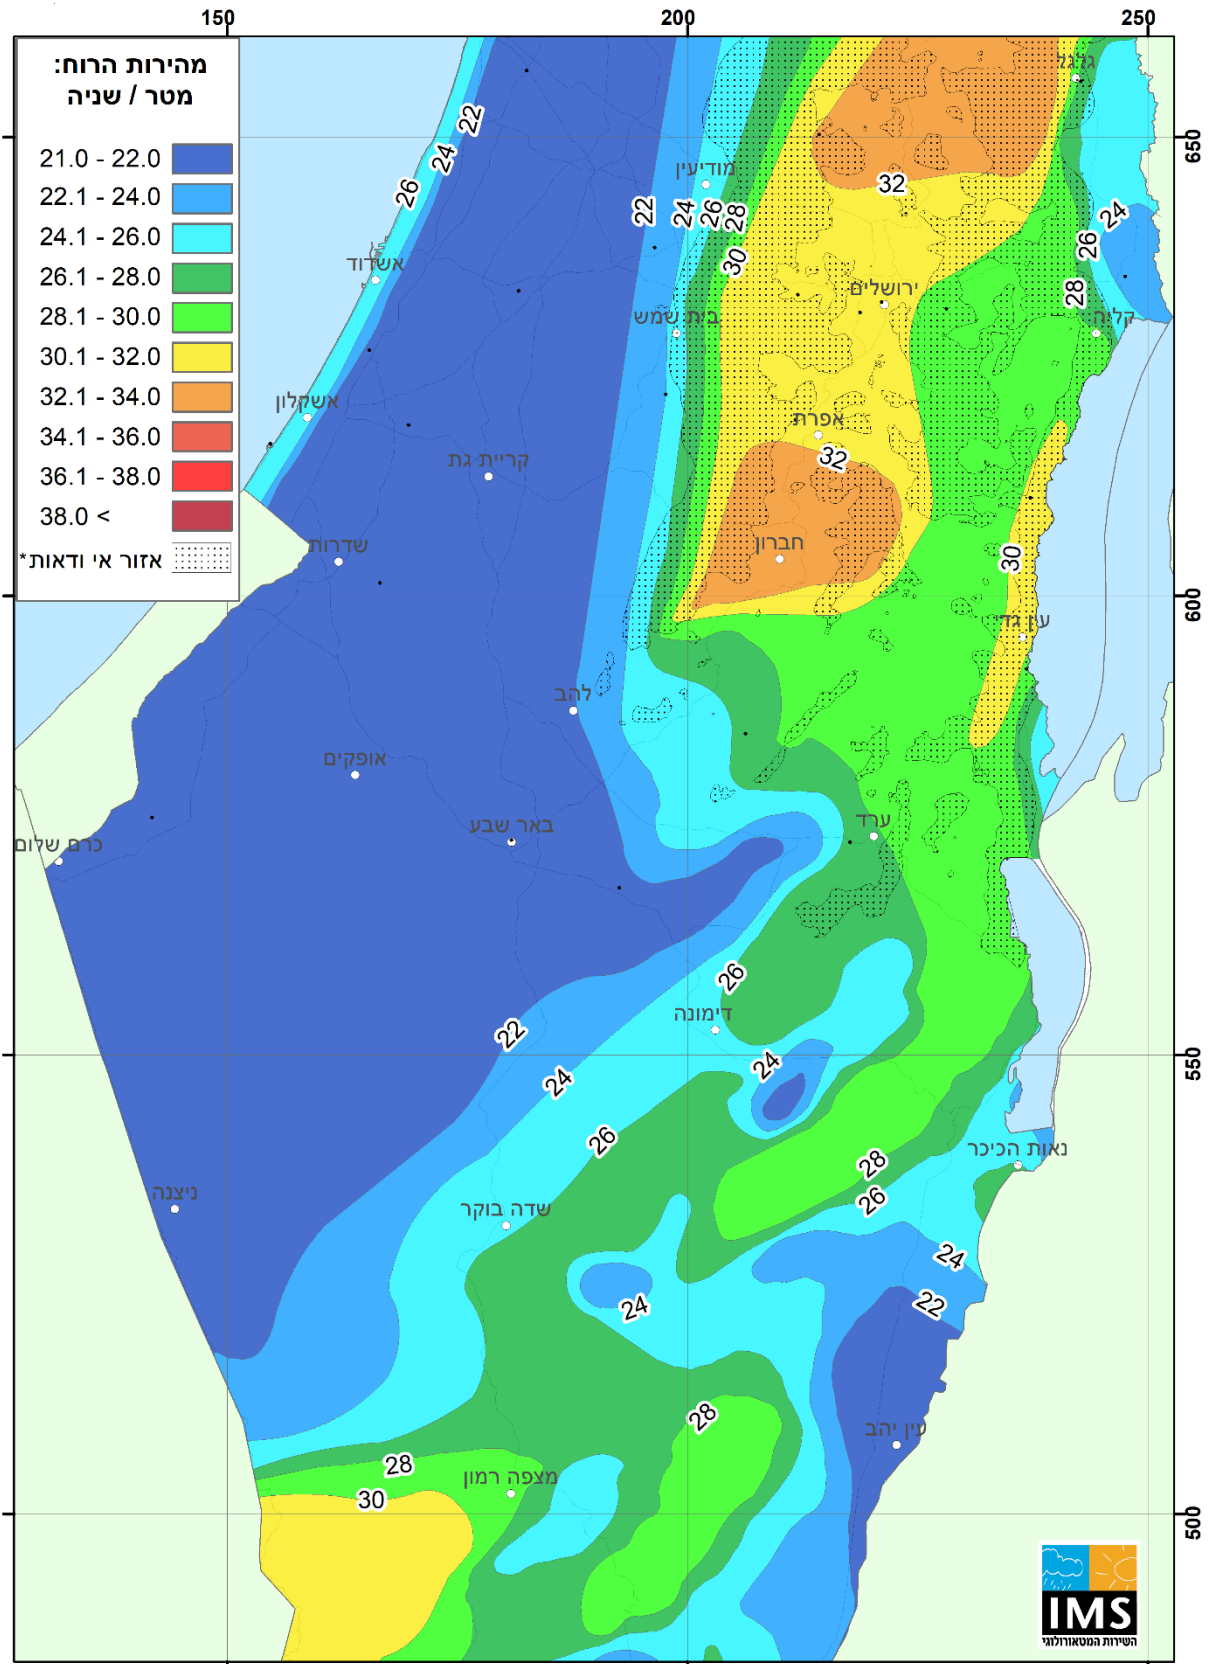 150
200
250
מהירות הרוח:
מטר / שניה
21.0 - 22.0
22.1 - 24.0
24.1 - 26.0
26.1 - 28.0
28.1 - 30.0
30.1 - 32.0
32.1 - 34.0
34.1 - 36.0
36.1 - 38.0
38.0 <
אזור אי ודאות*
גלגל
22
650
24
מודיעין
26
32
22
24
26
28
24
26
30
אשדוד
28
ירושלים
בית שמש
קליה
אשקלון
אפרת
32
קריית גת
חברון
שדרות
30
600
עין גדי
להב
אופקים
באר שבע
ערד
כרם שלום
26
דימונה
22
24
24
550
26
נאות הכיכר
28
26
ניצנה
שדה בוקר
24
22
24
28
עין יהב
28
מצפה רמון
30
500
IMS
השירות המטאורולוגי